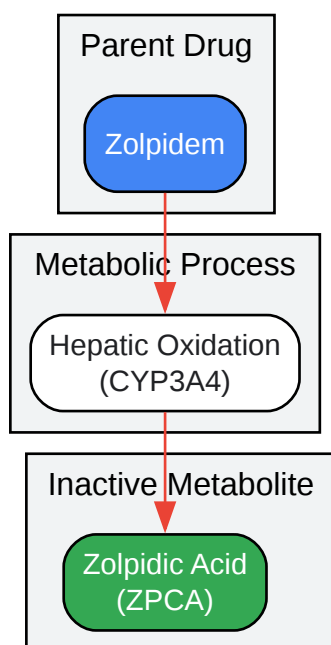 Parent Drug
Zolpidem
Metabolic Process
Hepatic Oxidation
(CYP3A4)
Inactive Metabolite
Zolpidic Acid
(ZPCA)